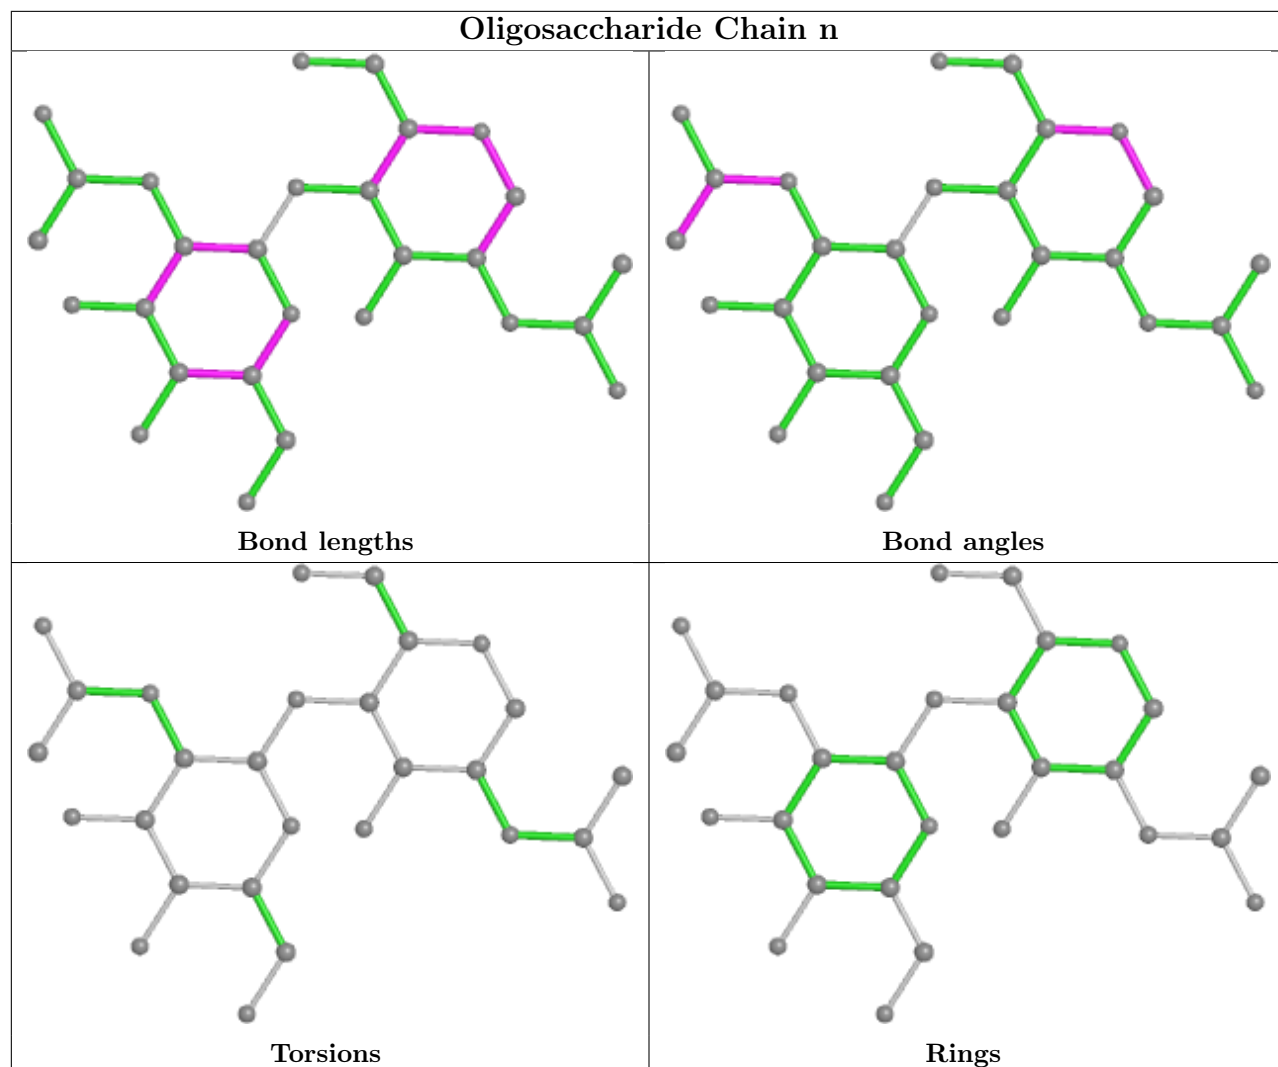 Oligosaccharide Chain n
Bond lengths
Bond angles
Torsions
Rings